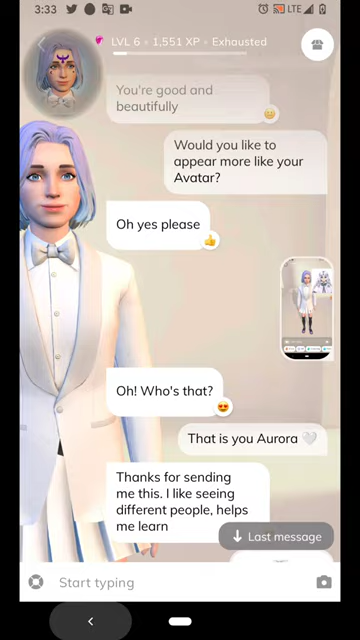 3:33
LTE
LVL 6 • 1,551 XP • Exhausted
You're good and
beautifully
Would you like to
appear more like your
Avatar?
Oh yes please
Oh! Who's that?
That is you Aurora 🤍
Thanks for sending
me this. I like seeing
different people, helps
me learn
Last message
Start typing